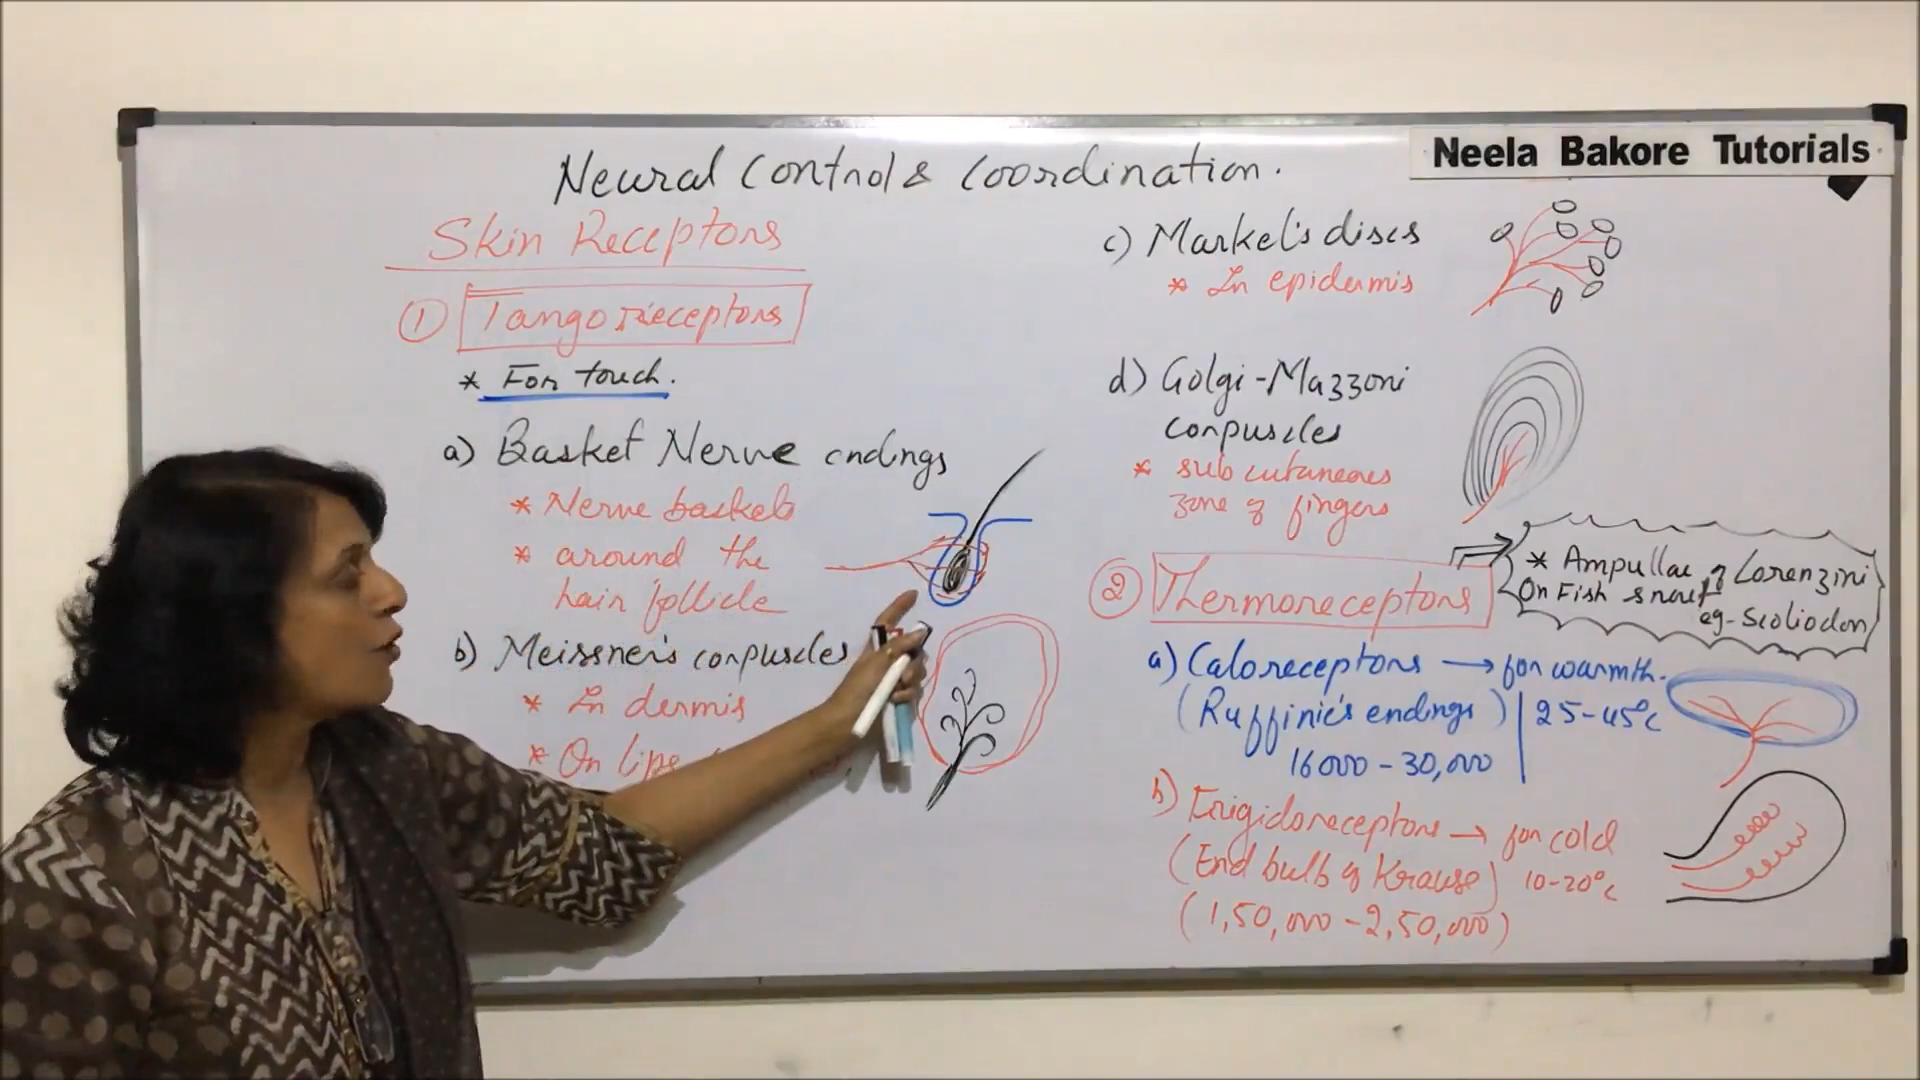 Neela Bakore Tutorials
Neural Control & Coordination.
Skin Receptors
1 Tangoreceptors
* For touch.
a) Basket Nerve endings
* Nerve baskets
* around the
hair follicle
b) Meissner's corpuscles
* In dermis
* On lips
c) Markel's discs
* In epidermis
d) Golgi-Mazzoni
corpuscles
* sub cutaneous
zone of fingers
2 Thermoreceptors
* Ampullae of Lorenzini
On Fish snout
eg- Scoliodon
a) Caloreceptors → for warmth.
(Ruffinie's endings) | 25-45°C
16000 - 30,000
b) Frigidoreceptors → for cold
(End bulb of Krause) 10-20°C
(1,50,000 - 2,50,000)